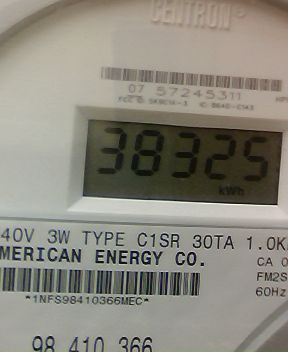 CENTRON®
07 57245311
38325
kWh
40V 3W TYPE C1SR 30TA 1.0K
MERICAN ENERGY CO.
CA 0
FM2S
60Hz
*1NFS98410366MEC*
98 410 366